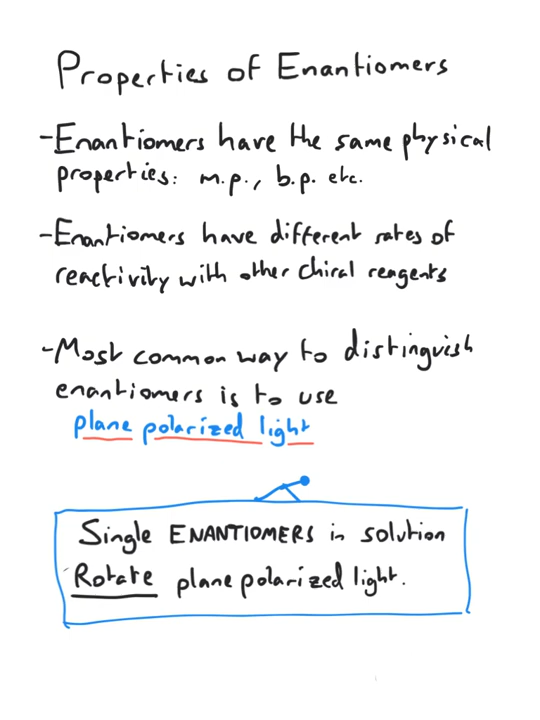 Properties of Enantiomers
-Enantiomers have the same physical
properties: m.p., b.p. etc.
-Enantiomers have different rates of
reactivity with other chiral reagents
-Most common way to distinguish
enantiomers is to use
plane polarized light
Single ENANTIOMERS in solution
Rotate plane polarized light.